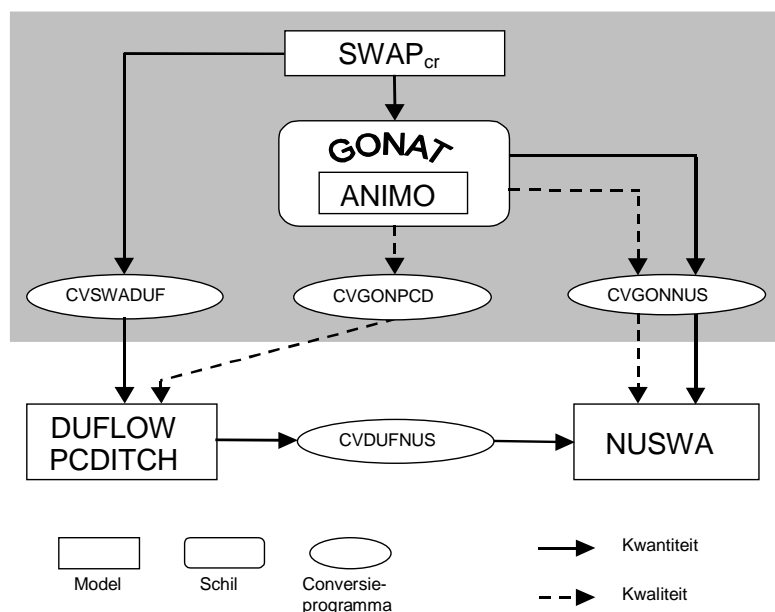 SWAPcr
GONAT
ANIMO
CVSWADUF
CVGONPCD
CVGONNUS
DUFLOW
PCDITCH
CVDUFNUS
NUSWA
Model
Schil
Conversie-
programma
Kwantiteit
Kwaliteit